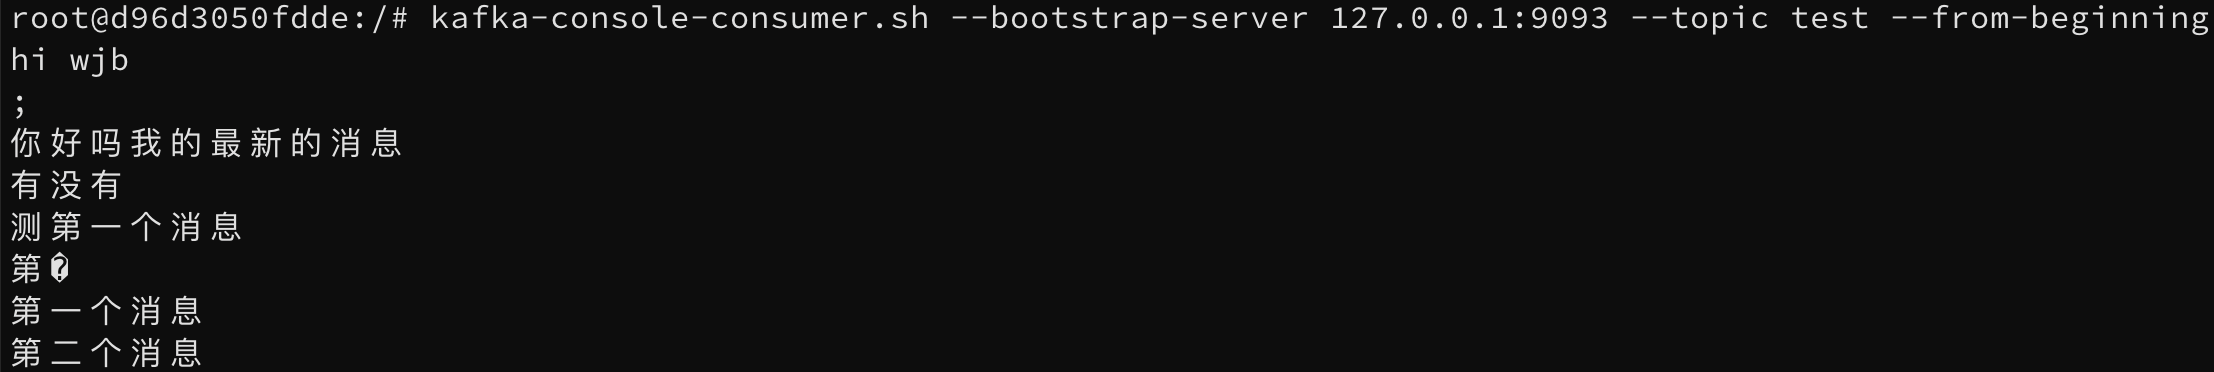 root@d96d3050fdde:/# kafka-console-consumer.sh --bootstrap-server 127.0.0.1:9093 --topic test --from-beginning
hi wjb
;
你好吗我的最新的消息
有没有
测第一个消息
第�
第一个消息
第二个消息